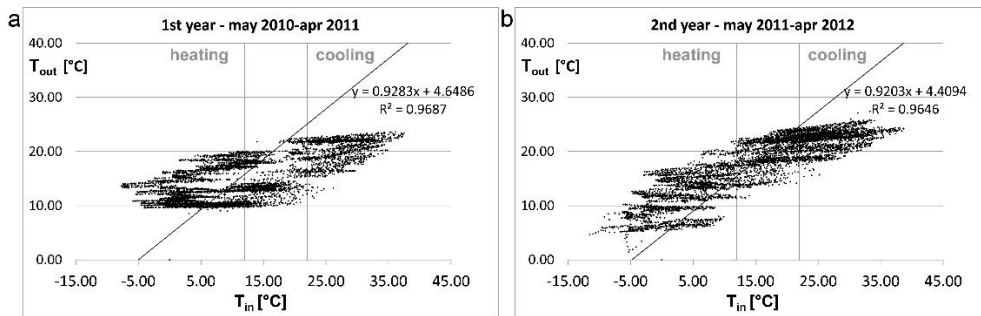 a
1st year - may 2010-apr 2011
40.00
Tout [°C]
heating
cooling
30.00
y = 0.9283x + 4.6486
R² = 0.9687
20.00
10.00
0.00
-15.00 -5.00 5.00 15.00 25.00 35.00 45.00
Tin [°C]
b
2nd year - may 2011-apr 2012
40.00
Tout [°C]
heating
cooling
30.00
y = 0.9203x + 4.4094
R² = 0.9646
20.00
10.00
0.00
-15.00 -5.00 5.00 15.00 25.00 35.00 45.00
Tin [°C]